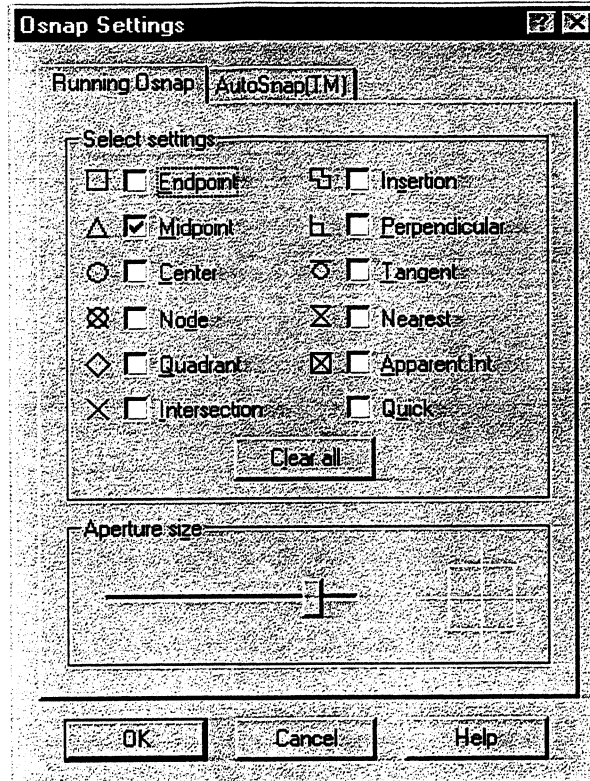 Osnap Settings
Running Osnap
AutoSnap(TM)
Select settings
Endpoint
Insertion
Midpoint
Perpendicular
Center
Tangent
Node
Nearest
Quadrant
Apparent Int
Intersection
Quick
Clear all
Aperture size
OK
Cancel
Help